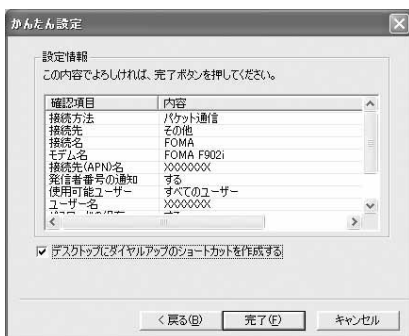 かんたん設定
設定情報
この内容でよろしければ、完了ボタンを押してください。
確認項目 内容
接続方法 パケット通信
接続先 その他
接続名 FOMA
モデム名 FOMA F902i
接続先(APN)名 XXXXXXX
発信者番号の通知 する
使用可能ユーザー すべてのユーザー
ユーザー名 XXXXXXX
デスクトップにダイヤルアップのショートカットを作成する
< 戻る(B) 完了(F) キャンセル